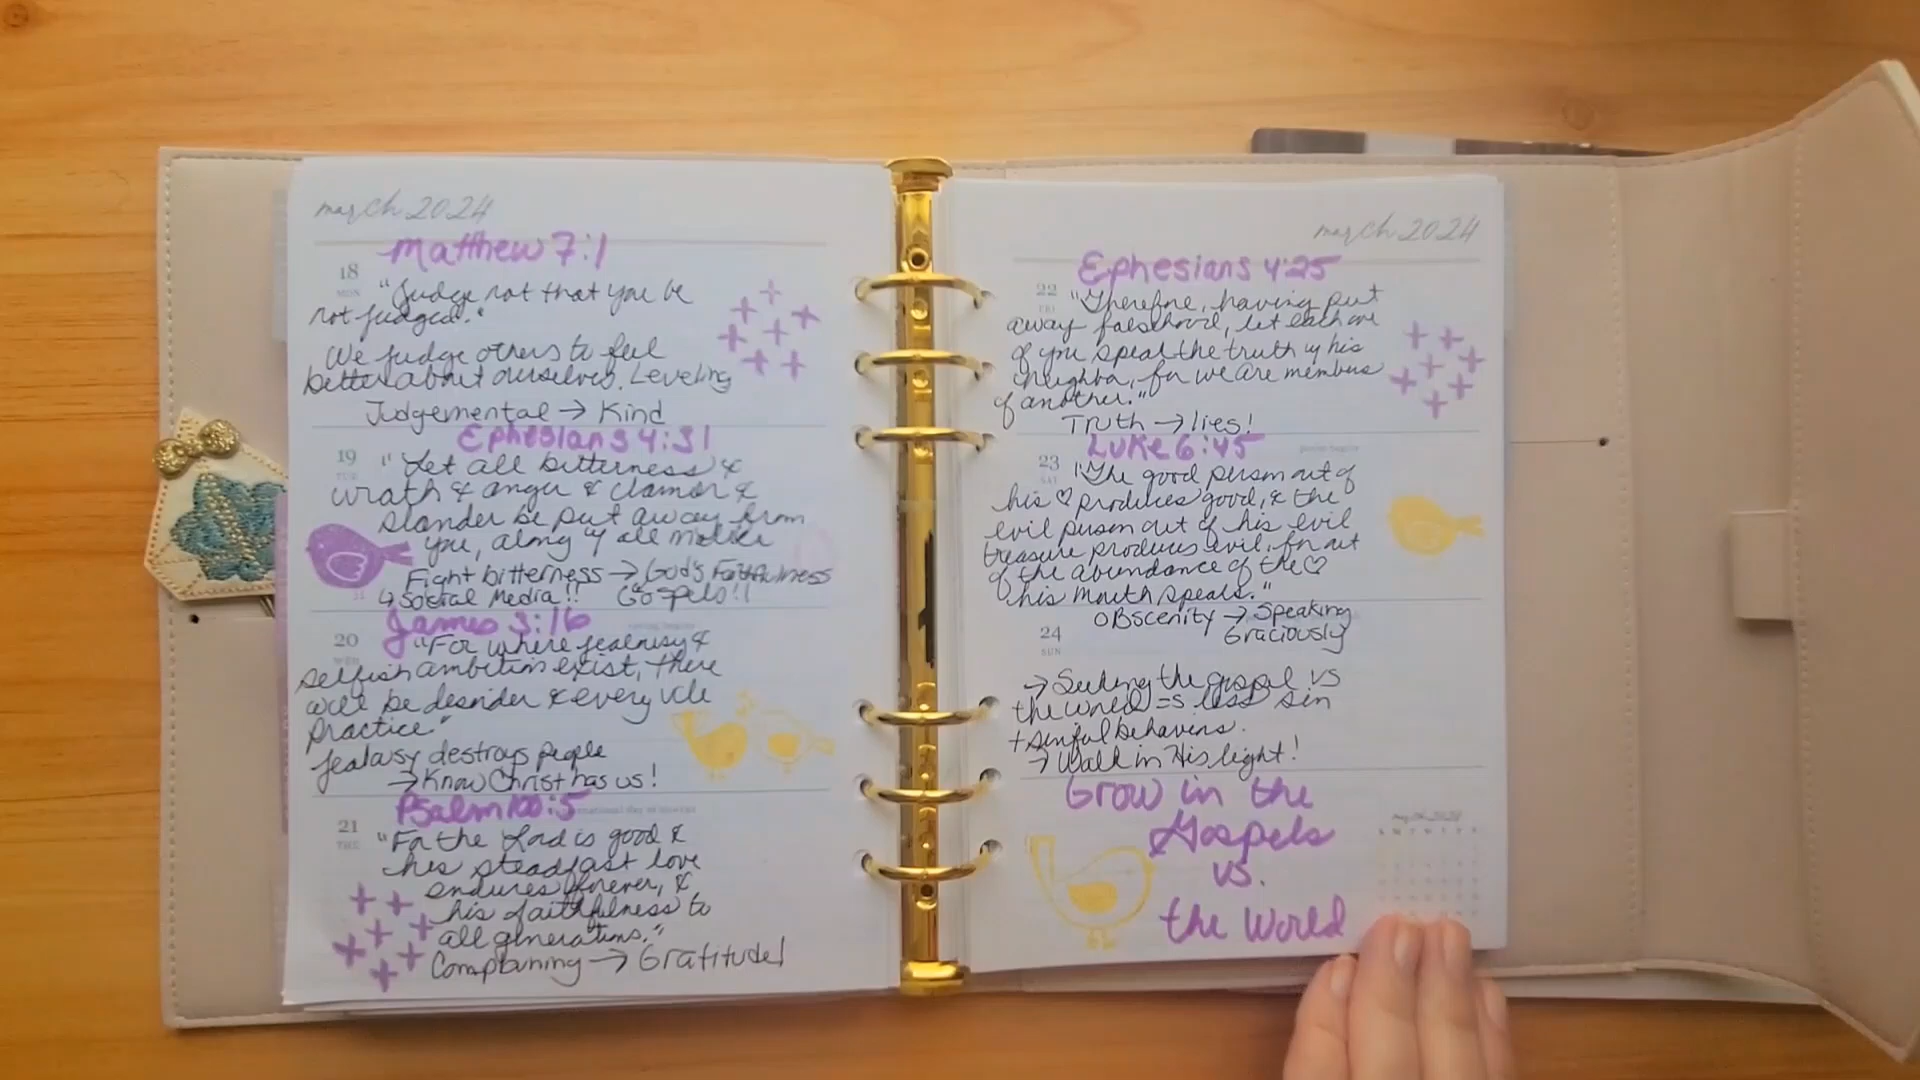 march 2024
Matthew 7:1
18
MON
"Judge not that you be
not judged."
We judge others to feel
better about ourselves. Leveling
Judgemental → Kind
Ephesians 4:31
19
TUE
"Let all bitterness &
wrath & anger & clamor &
slander be put away from
you, along w/ all malice
Fight bitterness → God's Faithfulness
↳ Social Media!! Gospels!!
James 3:16
20
WED
"For where jealousy &
selfish ambition exist, there
will be disorder & every vile
practice"
Jealousy destroys people
→ Know Christ has us!
Psalm 100:5
21
THU
"For the Lord is good &
his steadfast love
endures forever, &
his faithfulness to
all generations."
Complaining → Gratitude!
march 2024
Ephesians 4:25
22
FRI
"Therefore, having put
away falsehood, let each one
of you speak the truth w/ his
neighbor, for we are members
of another."
Truth → lies!
Luke 6:45
23
SAT
"The good person out of
his ♡ produces good, & the
evil person out of his evil
treasure produces evil, for out
of the abundance of the ♡
his mouth speaks."
Obscenity → Speaking
Graciously
24
SUN
→ Seeking the gospel vs
the world =s less sin
+ sinful behaviors.
→ Walk in His light!
Grow in the
Gospels
vs.
the World